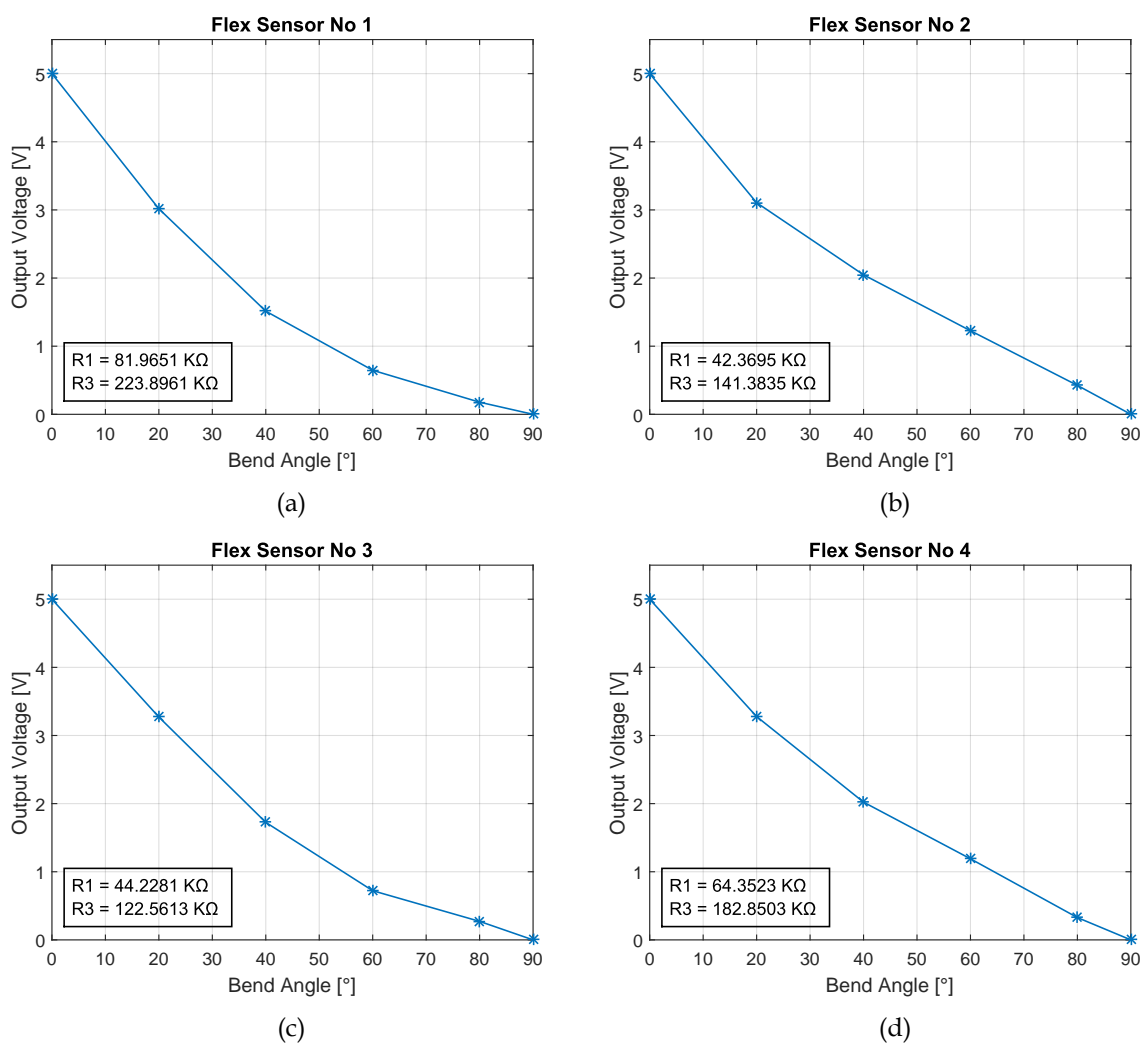 Flex Sensor No 1
5
4
3
2
1
0
Output Voltage [V]
R1 = 81.9651 KΩ
R3 = 223.8961 KΩ
0 10 20 30 40 50 60 70 80 90
Bend Angle [°]
(a)
Flex Sensor No 2
5
4
3
2
1
0
Output Voltage [V]
R1 = 42.3695 KΩ
R3 = 141.3835 KΩ
0 10 20 30 40 50 60 70 80 90
Bend Angle [°]
(b)
Flex Sensor No 3
5
4
3
2
1
0
Output Voltage [V]
R1 = 44.2281 KΩ
R3 = 122.5613 KΩ
0 10 20 30 40 50 60 70 80 90
Bend Angle [°]
(c)
Flex Sensor No 4
5
4
3
2
1
0
Output Voltage [V]
R1 = 64.3523 KΩ
R3 = 182.8503 KΩ
0 10 20 30 40 50 60 70 80 90
Bend Angle [°]
(d)